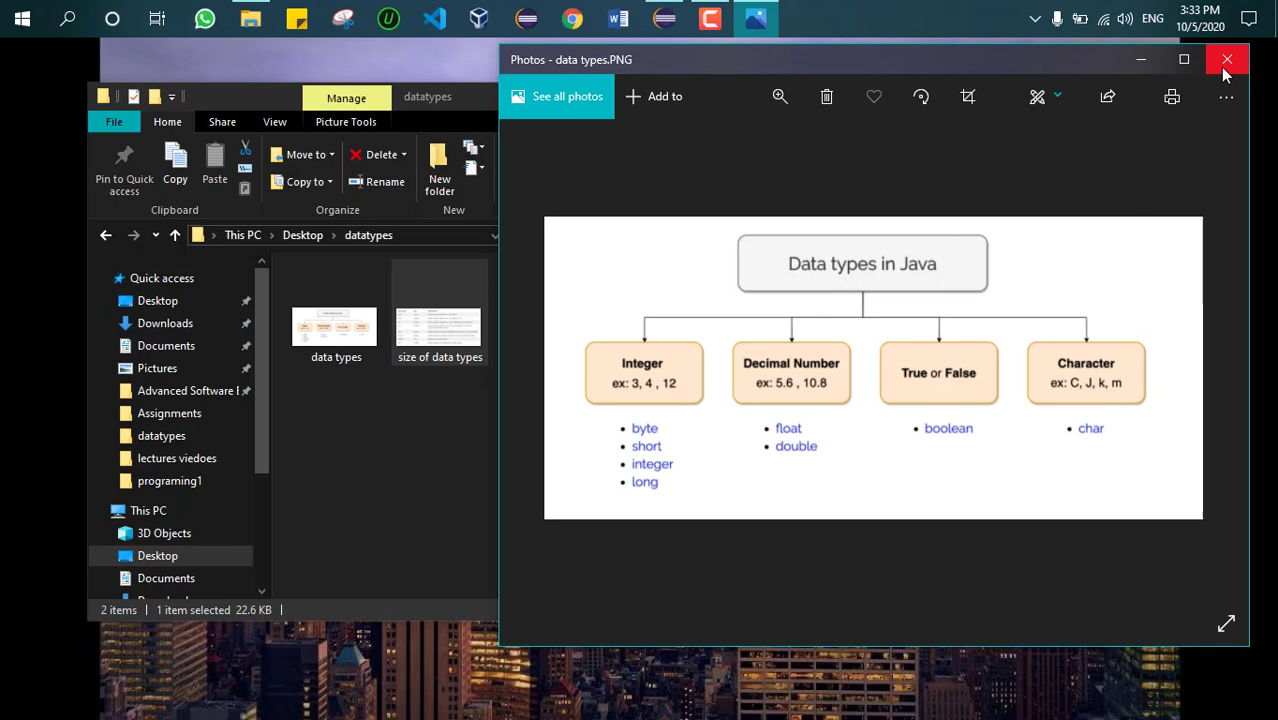 ENG
3:33 PM
10/5/2020
Photos - data types.PNG
See all photos
Add to
Manage
datatypes
File
Home
Share
View
Picture Tools
Pin to Quick
access
Copy
Paste
Move to
Copy to
Delete
Rename
New
folder
Clipboard
Organize
New
This PC
Desktop
datatypes
Quick access
Desktop
Downloads
Documents
Pictures
Advanced Software E
Assignments
datatypes
lectures viedoes
programing1
This PC
3D Objects
Desktop
Documents
data types
size of data types
2 items
1 item selected 22.6 KB
Data types in Java
Integer
ex: 3, 4 , 12
byte
short
integer
long
Decimal Number
ex: 5.6 , 10.8
float
double
True or False
boolean
Character
ex: C, J, k, m
char